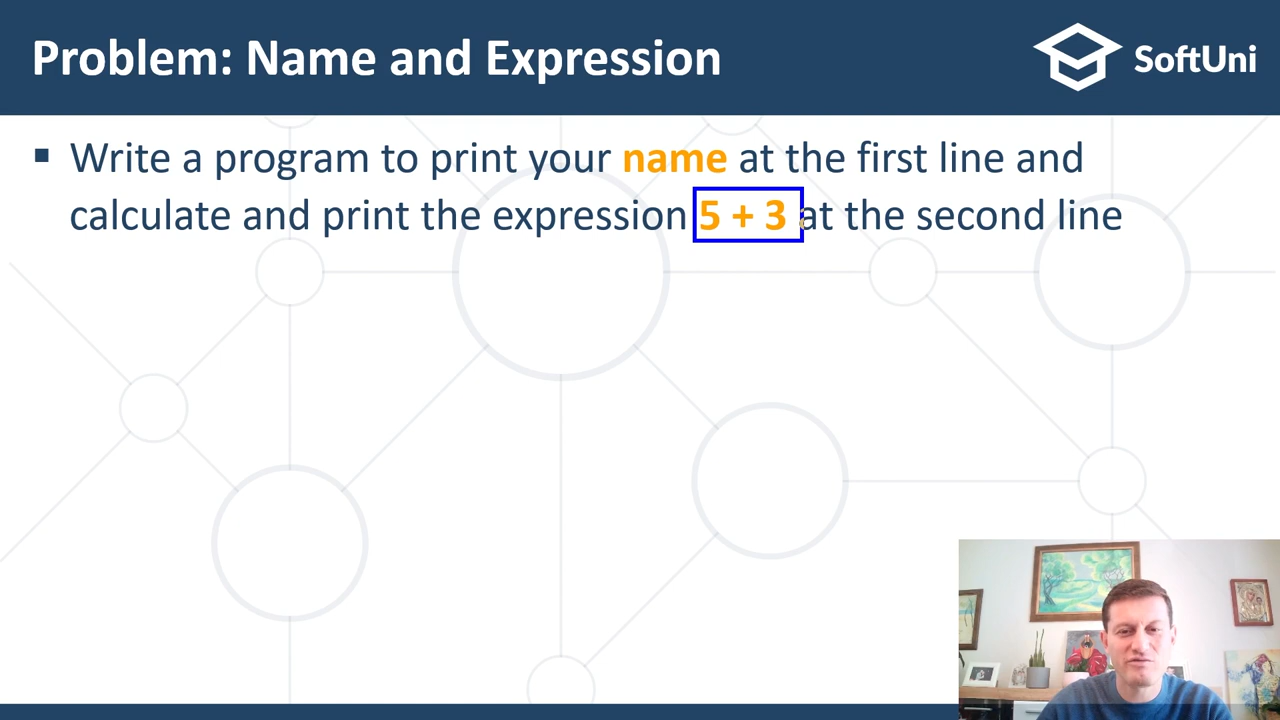 Problem: Name and Expression
SoftUni
▪ Write a program to print your name at the first line and
calculate and print the expression 5 + 3 at the second line